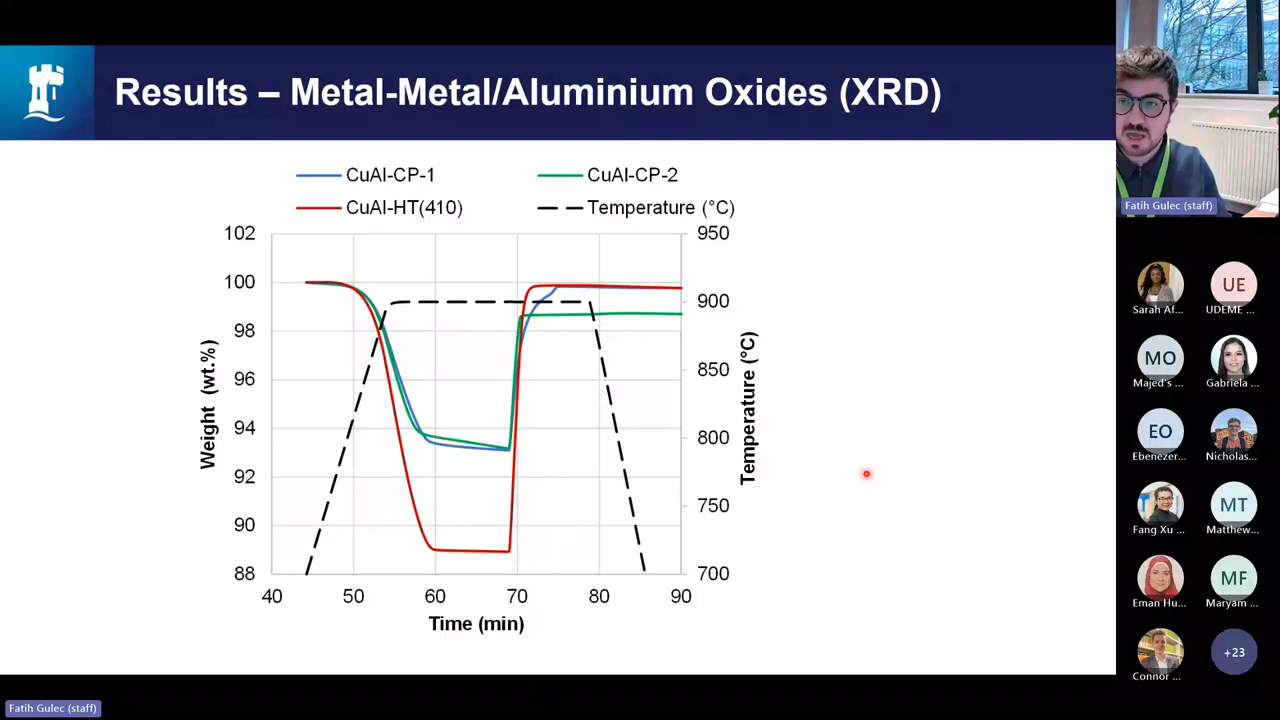 Results – Metal-Metal/Aluminium Oxides (XRD)
CuAl-CP-1
CuAl-CP-2
CuAl-HT(410)
Temperature (°C)
102
100
98
96
94
92
90
88
Weight (wt.%)
950
900
850
800
750
700
Temperature (°C)
40 50 60 70 80 90
Time (min)
Fatih Gulec (staff)
Sarah Af...
UE
UDEME ...
MO
Majed's ...
Gabriela ...
EO
Ebenezer...
Nicholas...
Fang Xu ...
MT
Matthew...
Eman Hu...
MF
Maryam ...
Connor ...
+23
Fatih Gulec (staff)